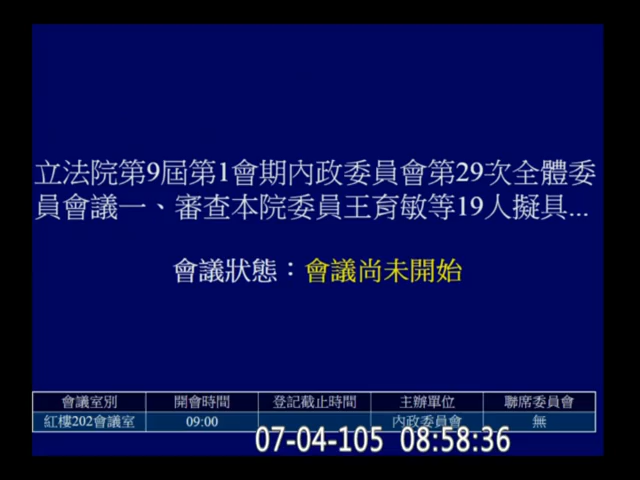 立法院第9屆第1會期內政委員會第29次全體委
員會議一、審查本院委員王育敏等19人擬具...
會議狀態：會議尚未開始
會議室別 開會時間 登記截止時間 主辦單位 聯席委員會
紅樓202會議室 09:00 內政委員會 無
07-04-105 08:58:36